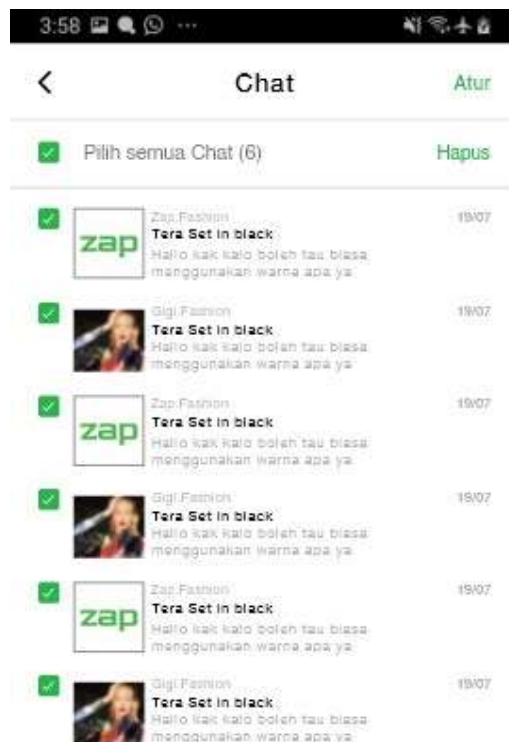 3:58
Chat
Atur
Pilih semua Chat (6)
Hapus
zap
Zap.Fashion
19/07
Tera Set in black
Hallo kak kalo boleh tau biasa
menggunakan warna apa ya
Gigi.Fashion
19/07
Tera Set in black
Hallo kak kalo boleh tau biasa
menggunakan warna apa ya
zap
Zap.Fashion
19/07
Tera Set in black
Hallo kak kalo boleh tau biasa
menggunakan warna apa ya
Gigi.Fashion
19/07
Tera Set in black
Hallo kak kalo boleh tau biasa
menggunakan warna apa ya
zap
Zap.Fashion
19/07
Tera Set in black
Hallo kak kalo boleh tau biasa
menggunakan warna apa ya
Gigi.Fashion
19/07
Tera Set in black
Hallo kak kalo boleh tau biasa
menggunakan warna apa ya